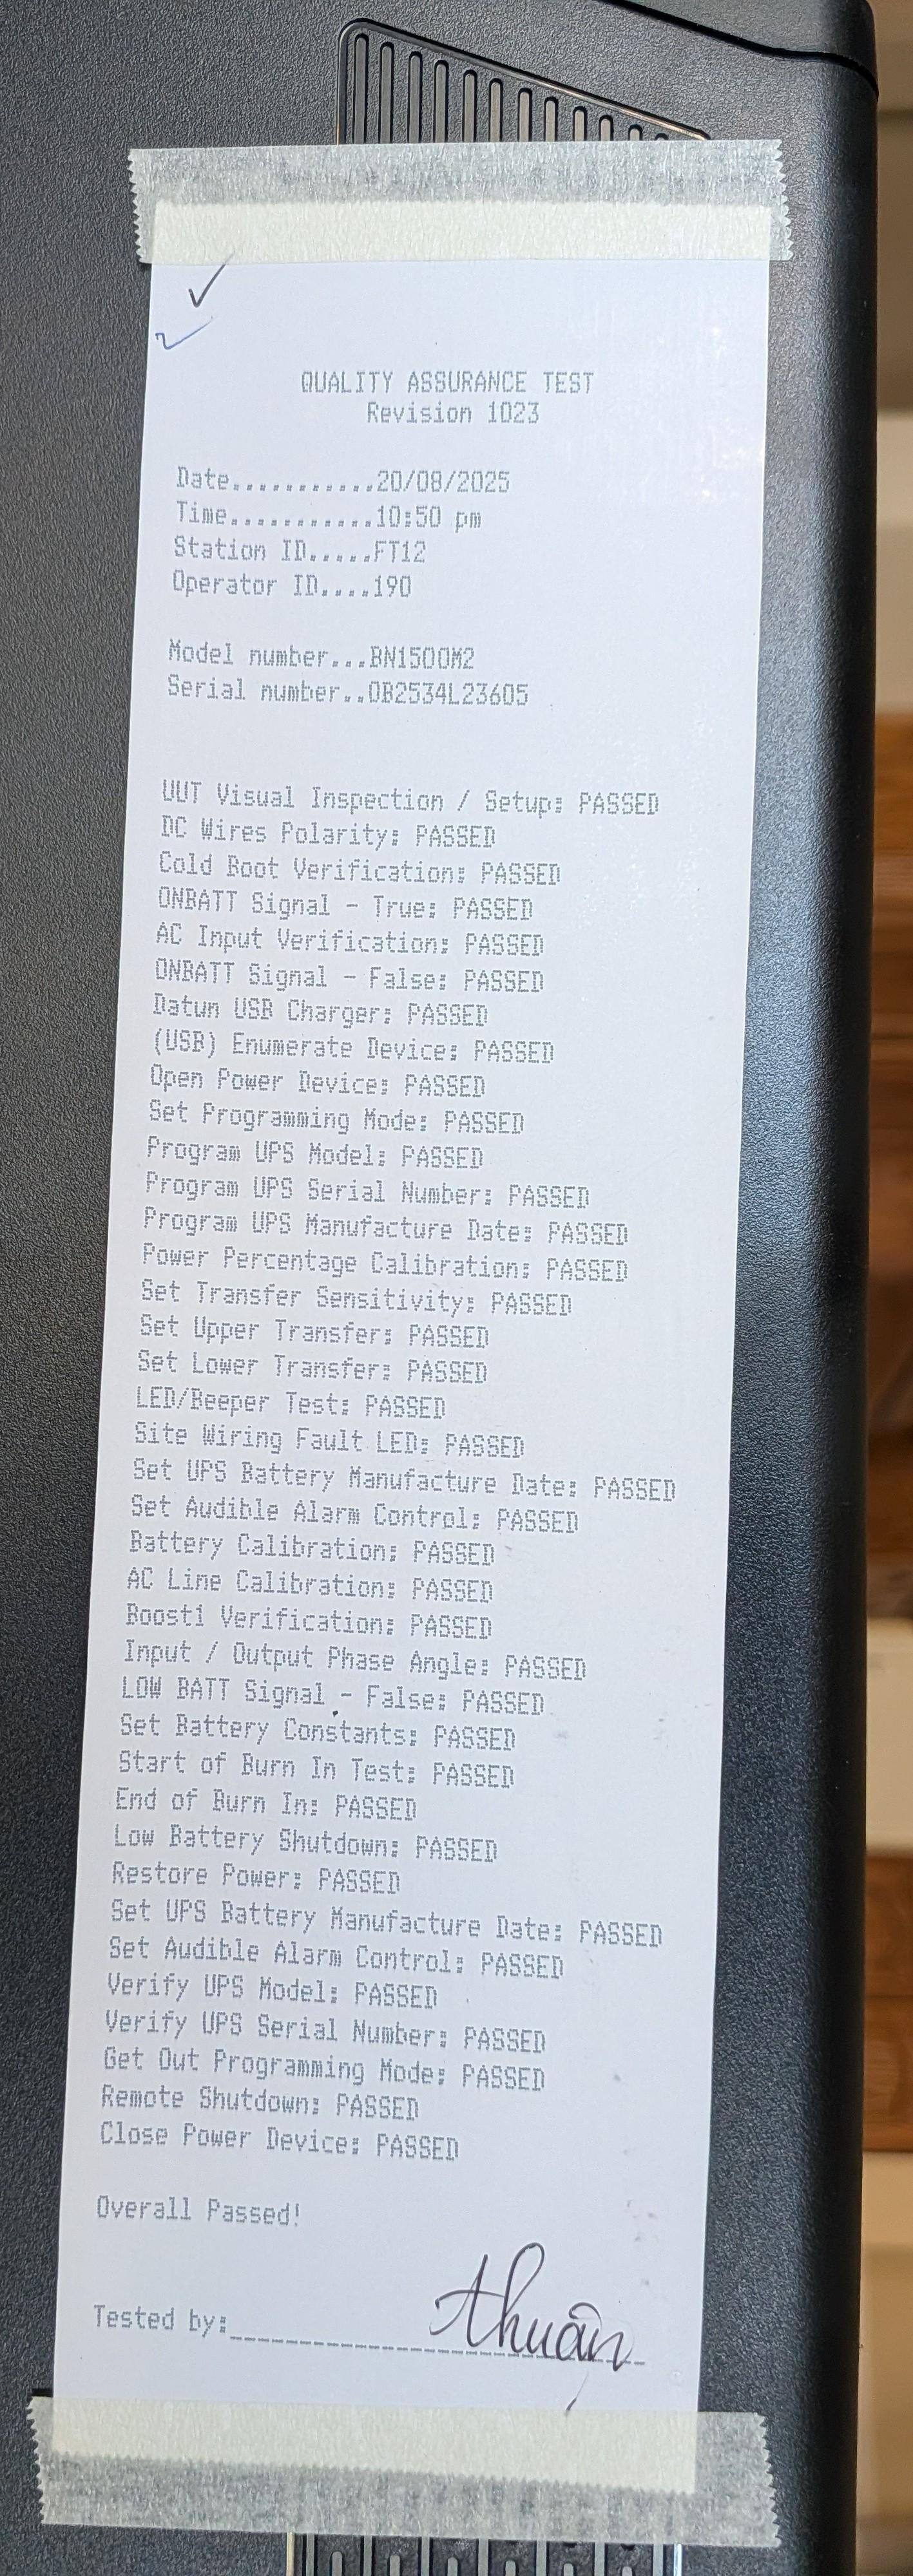 QUALITY ASSURANCE TEST
Revision 1023
Date...........20/08/2025
Time...........10:50 pm
Station ID.....FT12
Operator ID....190
Model number...BN1500M2
Serial number..0B2534L23605
UUT Visual Inspection / Setup: PASSED
DC Wires Polarity: PASSED
Cold Boot Verification: PASSED
ONBATT Signal - True: PASSED
AC Input Verification: PASSED
ONBATT Signal - False: PASSED
Datun USB Charger: PASSED
(USB) Enumerate Device: PASSED
Open Power Device: PASSED
Set Programming Mode: PASSED
Program UPS Model: PASSED
Program UPS Serial Number: PASSED
Program UPS Manufacture Date: PASSED
Power Percentage Calibration: PASSED
Set Transfer Sensitivity: PASSED
Set Upper Transfer: PASSED
Set Lower Transfer: PASSED
LED/Beeper Test: PASSED
Site Wiring Fault LED: PASSED
Set UPS Battery Manufacture Date: PASSED
Set Audible Alarm Control: PASSED
Battery Calibration: PASSED
AC Line Calibration: PASSED
Boost1 Verification: PASSED
Input / Output Phase Angle: PASSED
LOW BATT Signal - False: PASSED
Set Battery Constants: PASSED
Start of Burn In Test: PASSED
End of Burn In: PASSED
Low Battery Shutdown: PASSED
Restore Power: PASSED
Set UPS Battery Manufacture Date: PASSED
Set Audible Alarm Control: PASSED
Verify UPS Model: PASSED
Verify UPS Serial Number: PASSED
Get Out Programming Mode: PASSED
Remote Shutdown: PASSED
Close Power Device: PASSED
Overall Passed!
Tested by: